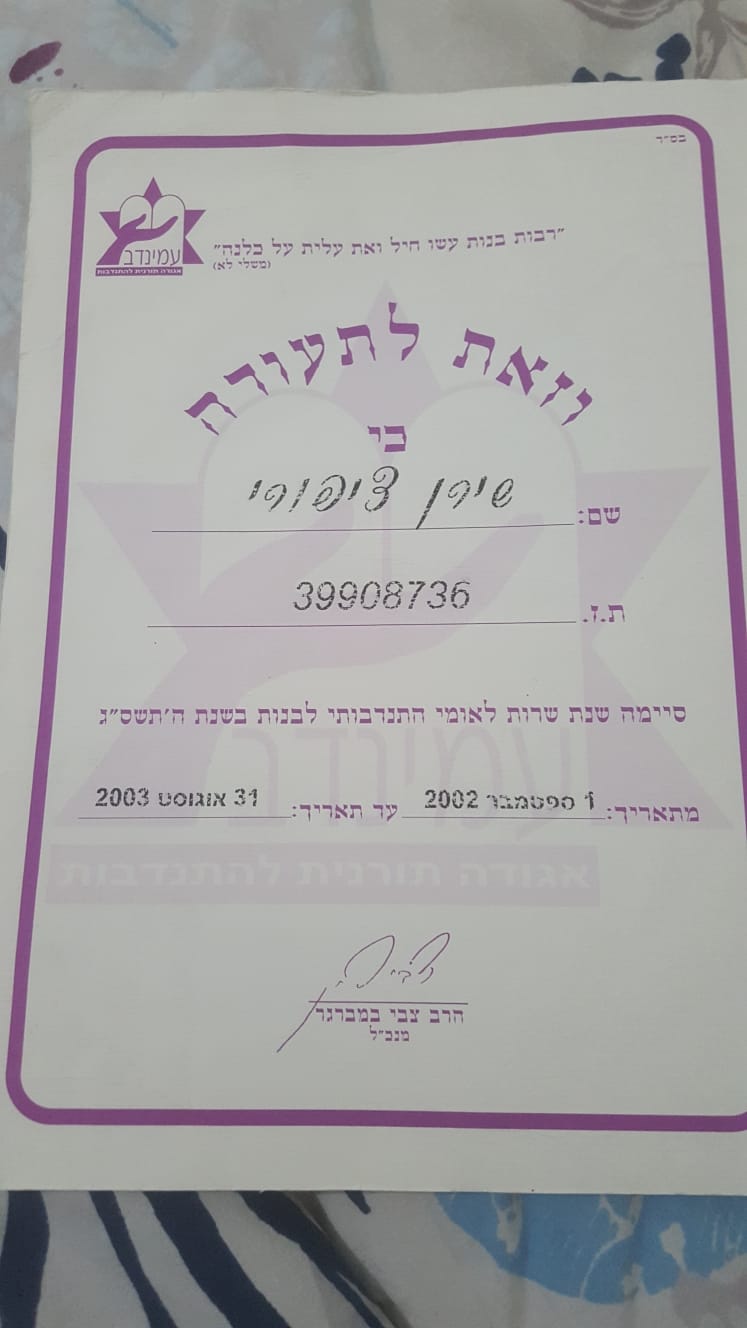 בס״ד
עמינדב
אגודה תורנית להתנדבות
״רבות בנות עשו חיל ואת עלית על כלנה״
(משלי לא)
וזאת לתעודה
כי
שם: שירן ציפורי
ת.ז. 39908736
סיימה שנת שרות לאומי התנדבותי לבנות בשנת ה׳תשס״ג
עמינדב
מתאריך: 1 ספטמבר 2002 עד תאריך: 31 אוגוסט 2003
אגודה תורנית להתנדבות
הרב צבי במברגר
מנכ״ל